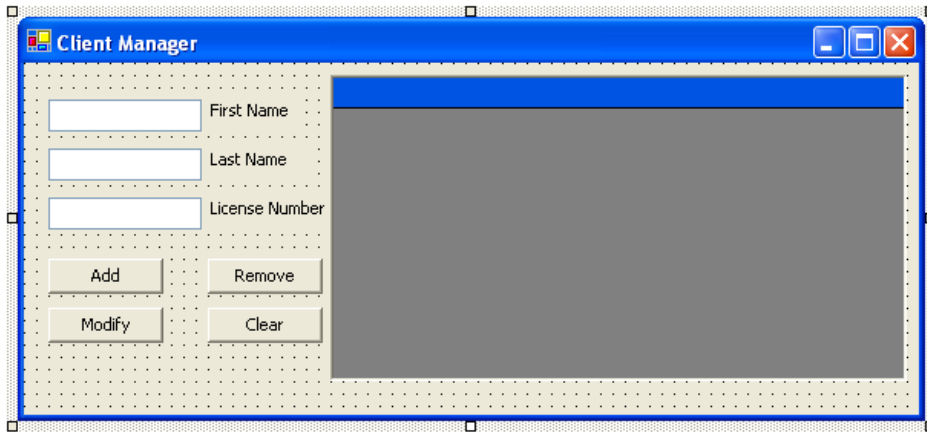 Client Manager
First Name
Last Name
License Number
Add
Remove
Modify
Clear